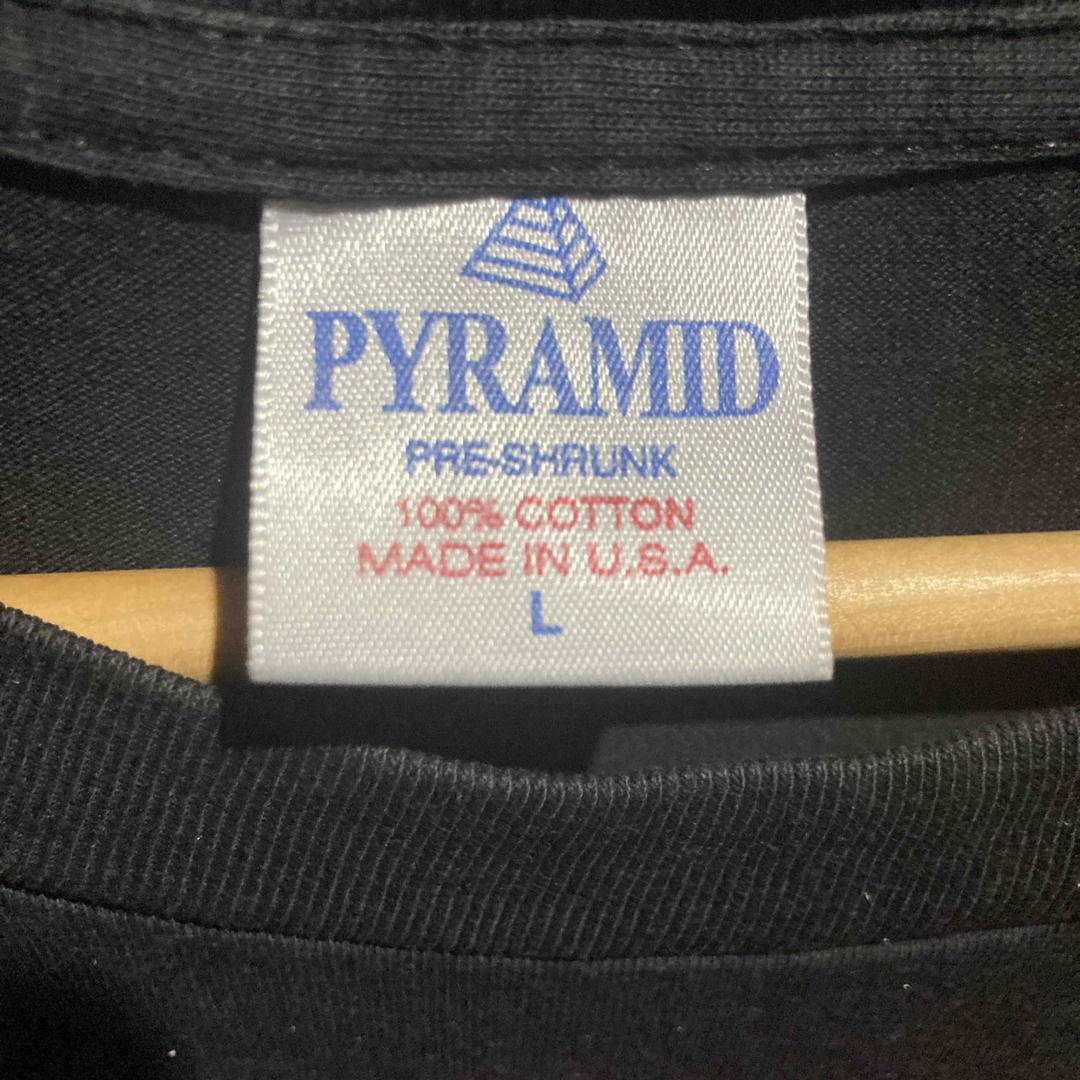 PYRAMID
PRE-SHRUNK
100% COTTON
MADE IN U.S.A.
L